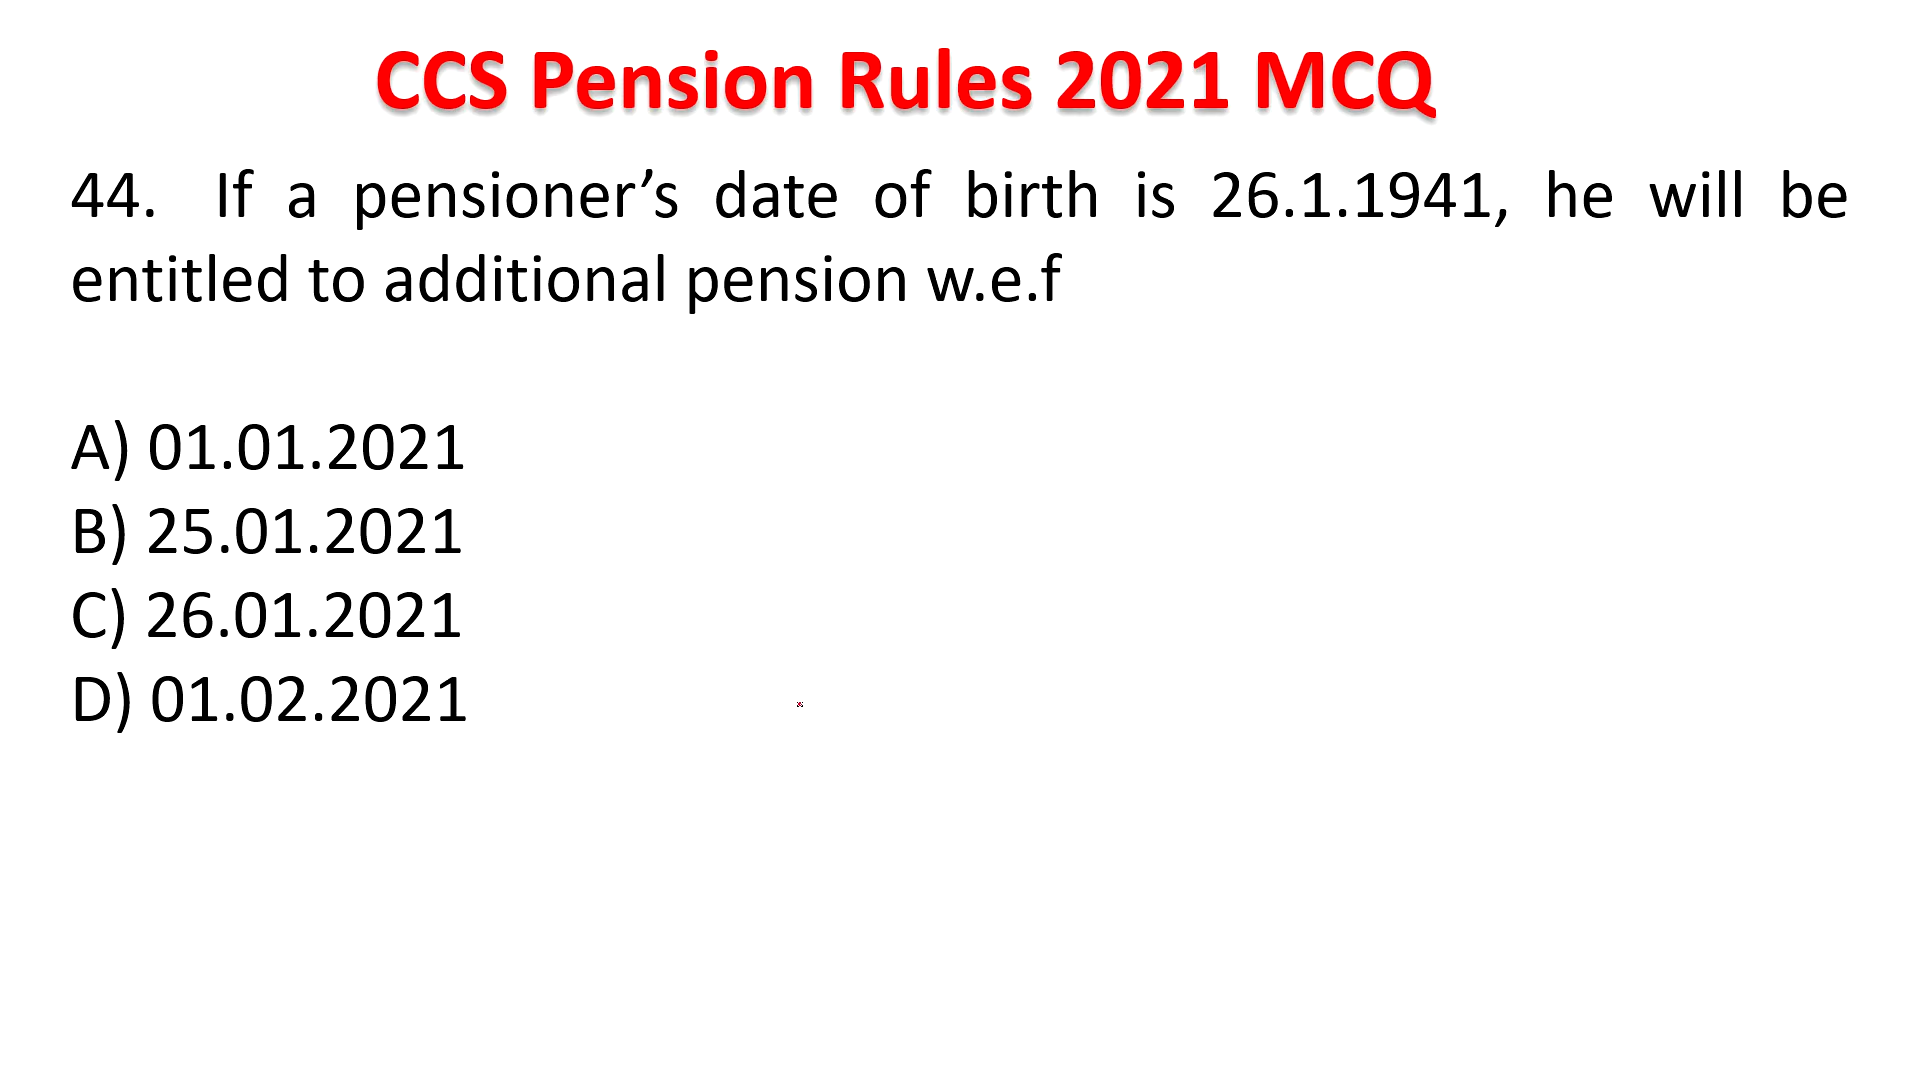 CCS Pension Rules 2021 MCQ
44. If a pensioner’s date of birth is 26.1.1941, he will be
entitled to additional pension w.e.f
A) 01.01.2021
B) 25.01.2021
C) 26.01.2021
D) 01.02.2021